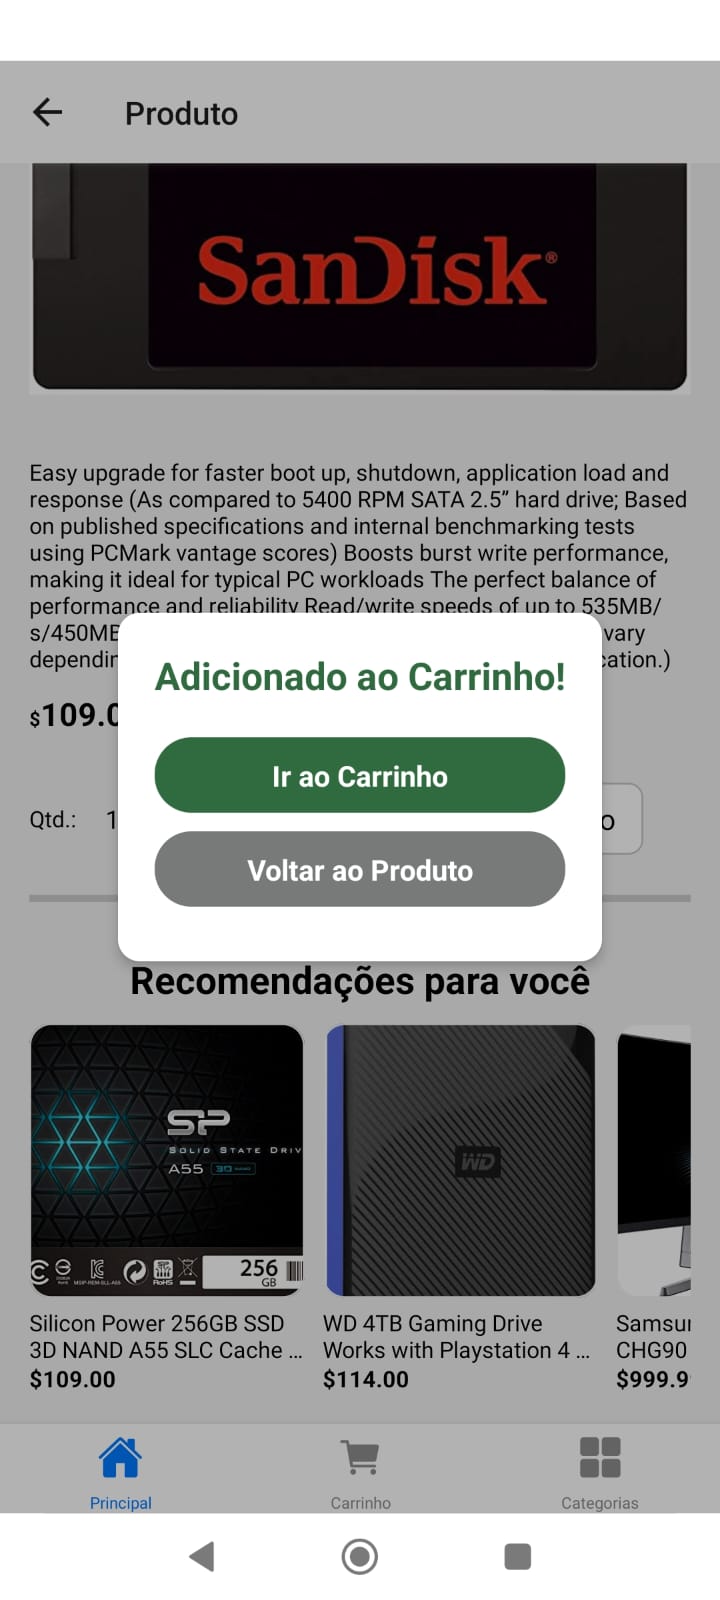 Produto
SanDisk®
Easy upgrade for faster boot up, shutdown, application load and
response (As compared to 5400 RPM SATA 2.5” hard drive; Based
on published specifications and internal benchmarking tests
using PCMark vantage scores) Boosts burst write performance,
making it ideal for typical PC workloads The perfect balance of
performance and reliability Read/write speeds of up to 535MB/
s/450MB vary
dependin cation.)
$109.0
Adicionado ao Carrinho!
Ir ao Carrinho
Qtd.: 1 o
Voltar ao Produto
Recomendações para você
SP
SOLID STATE DRIV
A55 3D NAND
256
GB
RoHS
WD
Silicon Power 256GB SSD
3D NAND A55 SLC Cache ...
$109.00
WD 4TB Gaming Drive
Works with Playstation 4 ...
$114.00
Samsu
CHG90
$999.9
Principal
Carrinho
Categorias